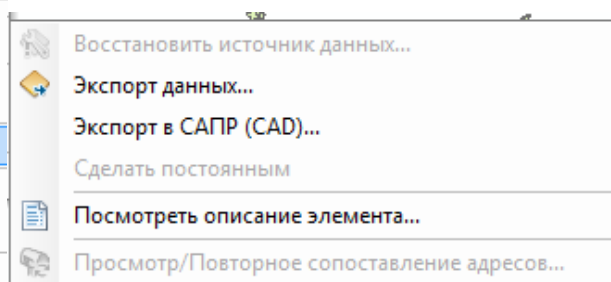 Восстановить источник данных...
Экспорт данных...
Экспорт в САПР (CAD)...
Сделать постоянным
Посмотреть описание элемента...
Просмотр/Повторное сопоставление адресов...